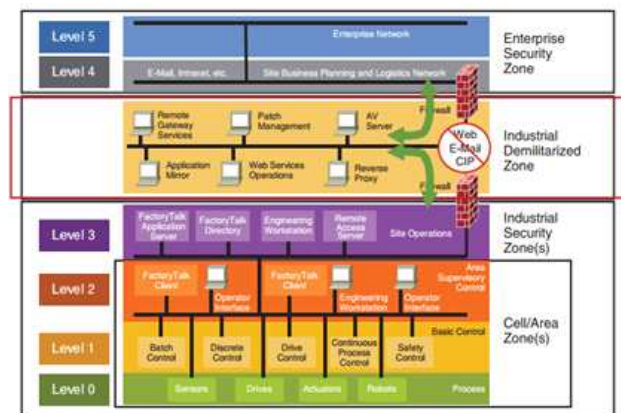 Level 5
Enterprise Network
Enterprise
Security
Zone
Level 4
E-Mail, Intranet, etc.
Site Business Planning and Logistics Network
Firewall
Remote
Gateway
Services
Patch
Management
AV
Server
Web
E-Mail
CIP
Industrial
Demilitarized
Zone
Application
Mirror
Web Services
Operations
Reverse
Proxy
Firewall
Level 3
FactoryTalk
Application
Server
FactoryTalk
Directory
Engineering
Workstation
Remote
Access
Server
Site Operations
Industrial
Security
Zone(s)
Level 2
FactoryTalk
Client
Operator
Interface
FactoryTalk
Client
Engineering
Workstation
Operator
Interface
Area
Supervisory
Control
Cell/Area
Zone(s)
Level 1
Batch
Control
Discrete
Control
Drive
Control
Continuous
Process
Control
Safety
Control
Basic Control
Level 0
Sensors
Drives
Actuators
Robots
Process